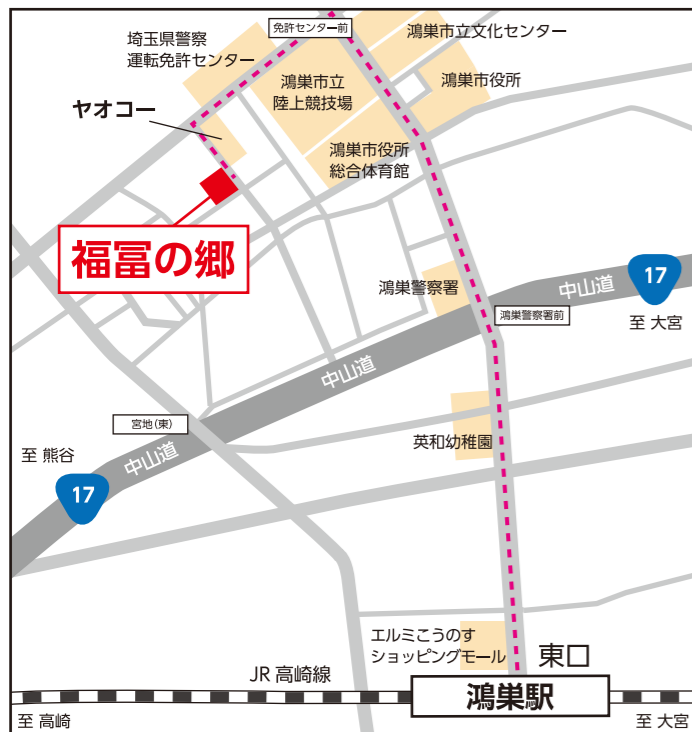 埼玉県警察
運転免許センター
免許センター前
鴻巣市立文化センター
鴻巣市立
陸上競技場
鴻巣市役所
ヤオコー
鴻巣市役所
総合体育館
福冨の郷
鴻巣警察署
中山道
17
鴻巣警察署前
至 大宮
中山道
宮地(東)
英和幼稚園
至 熊谷
中山道
17
エルミこうのす
ショッピングモール
東口
JR 高崎線
鴻巣駅
至 高崎
至 大宮